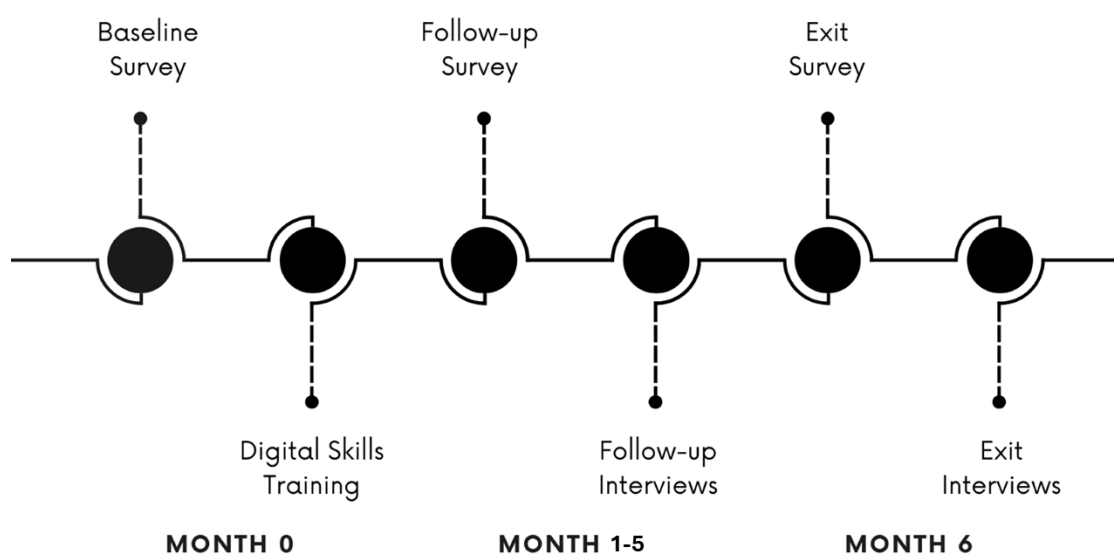 Baseline
Survey
Follow-up
Survey
Exit
Survey
Digital Skills
Training
Follow-up
Interviews
Exit
Interviews
MONTH 0
MONTH 1-5
MONTH 6